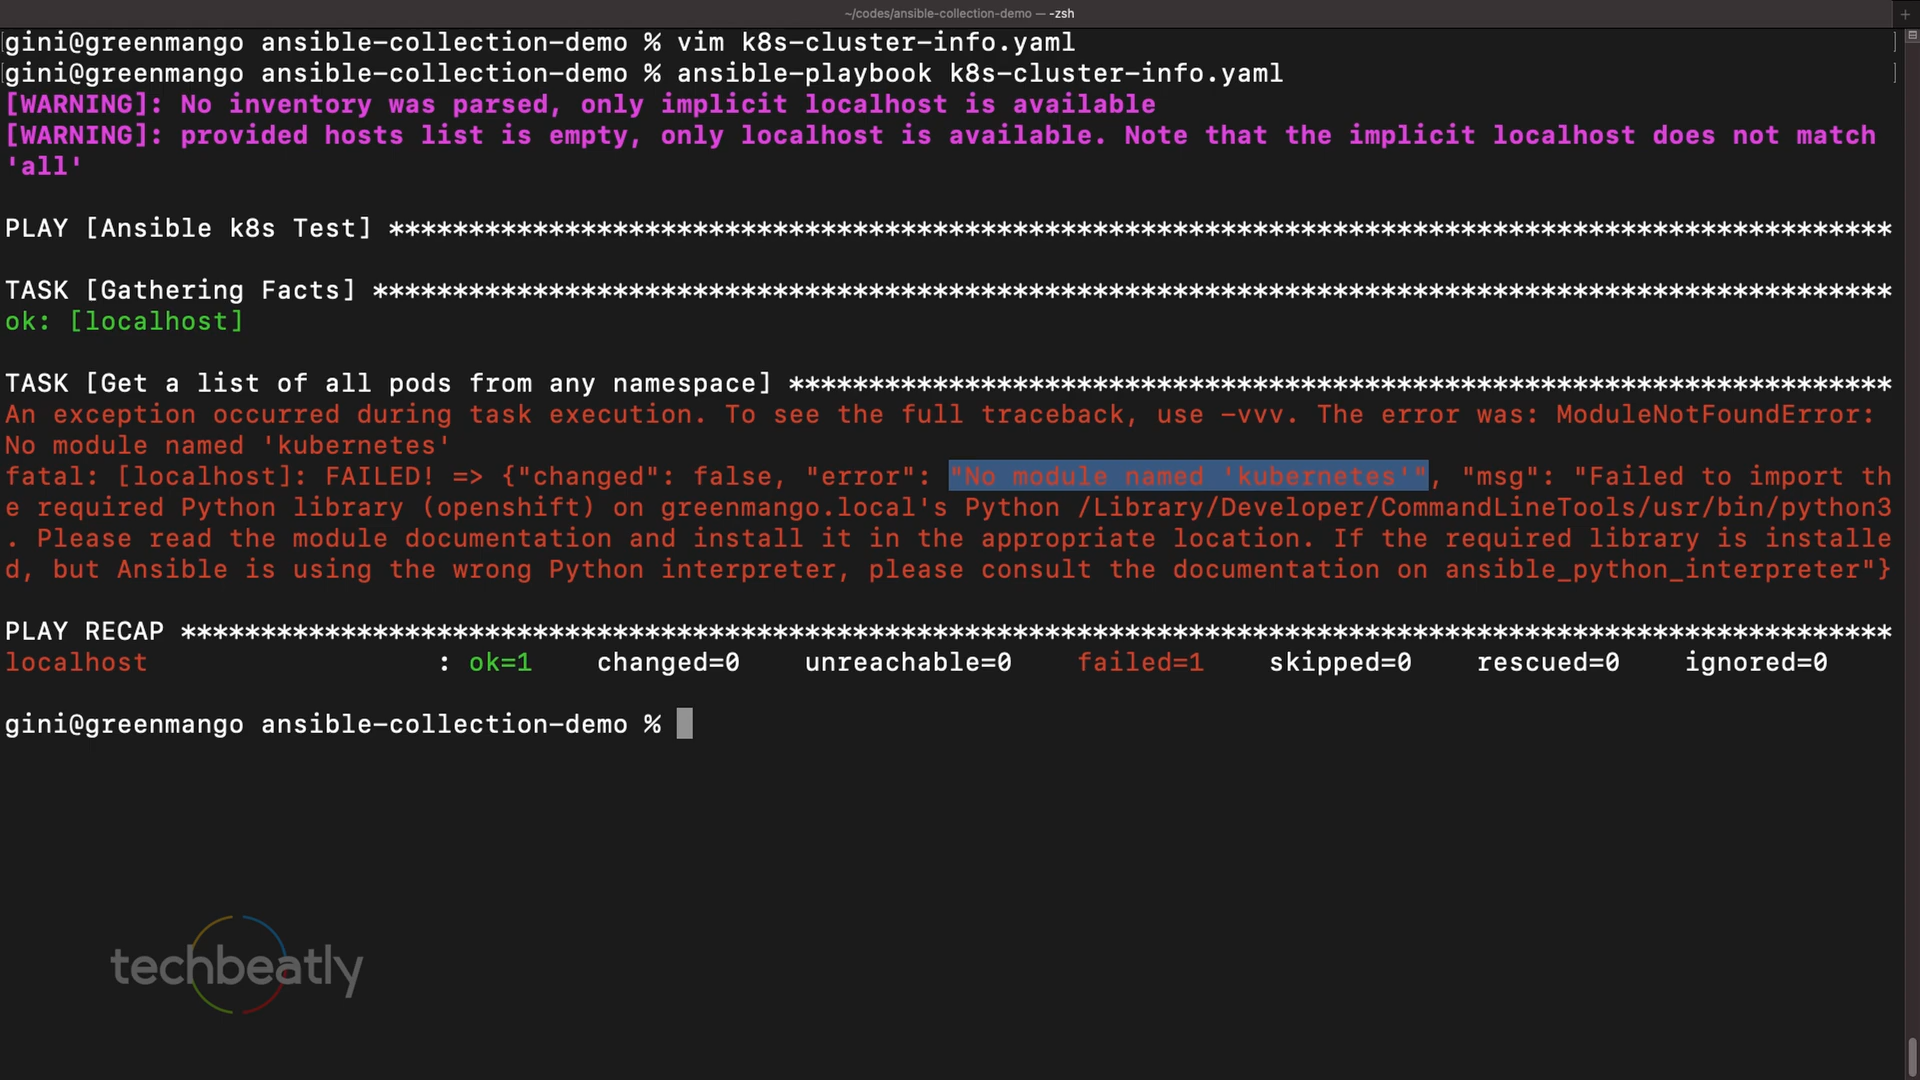 ~/codes/ansible-collection-demo — -zsh
gini@greenmango ansible-collection-demo % vim k8s-cluster-info.yaml
gini@greenmango ansible-collection-demo % ansible-playbook k8s-cluster-info.yaml
[WARNING]: No inventory was parsed, only implicit localhost is available
[WARNING]: provided hosts list is empty, only localhost is available. Note that the implicit localhost does not match
'all'
PLAY [Ansible k8s Test] **********************************************************************************************
TASK [Gathering Facts] ***********************************************************************************************
ok: [localhost]
TASK [Get a list of all pods from any namespace] *********************************************************************
An exception occurred during task execution. To see the full traceback, use -vvv. The error was: ModuleNotFoundError:
No module named 'kubernetes'
fatal: [localhost]: FAILED! => {"changed": false, "error": "No module named 'kubernetes'", "msg": "Failed to import th
e required Python library (openshift) on greenmango.local's Python /Library/Developer/CommandLineTools/usr/bin/python3
. Please read the module documentation and install it in the appropriate location. If the required library is installe
d, but Ansible is using the wrong Python interpreter, please consult the documentation on ansible_python_interpreter"}
PLAY RECAP ***********************************************************************************************************
localhost                  : ok=1    changed=0    unreachable=0    failed=1    skipped=0    rescued=0    ignored=0
gini@greenmango ansible-collection-demo %
techbeatly